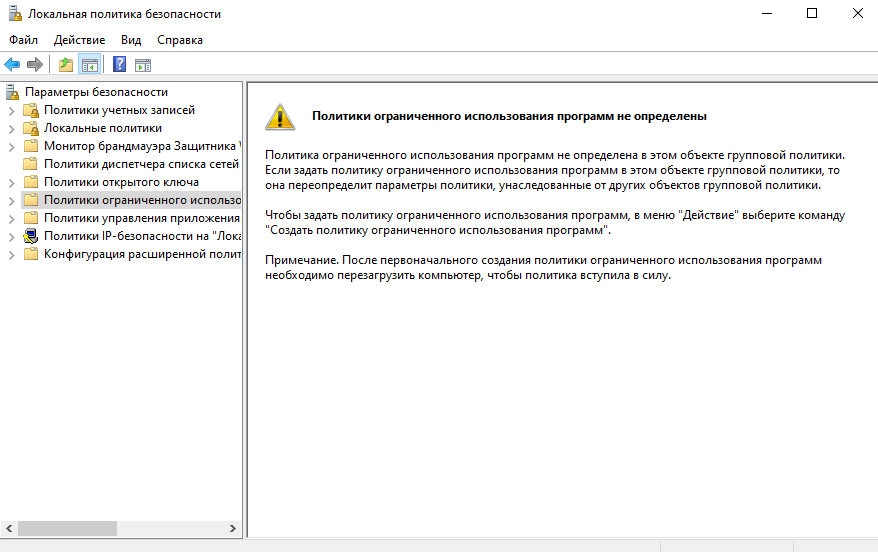 Локальная политика безопасности
Файл Действие Вид Справка
Параметры безопасности
Политики учетных записей
Локальные политики
Монитор брандмауэра Защитника
Политики диспетчера списка сетей
Политики открытого ключа
Политики ограниченного использо
Политики управления приложения
Политики IP-безопасности на "Лока
Конфигурация расширенной полит
Политики ограниченного использования программ не определены
Политика ограниченного использования программ не определена в этом объекте групповой политики.
Если задать политику ограниченного использования программ в этом объекте групповой политики, то
она переопределит параметры политики, унаследованные от других объектов групповой политики.
Чтобы задать политику ограниченного использования программ, в меню "Действие" выберите команду
"Создать политику ограниченного использования программ".
Примечание. После первоначального создания политики ограниченного использования программ
необходимо перезагрузить компьютер, чтобы политика вступила в силу.